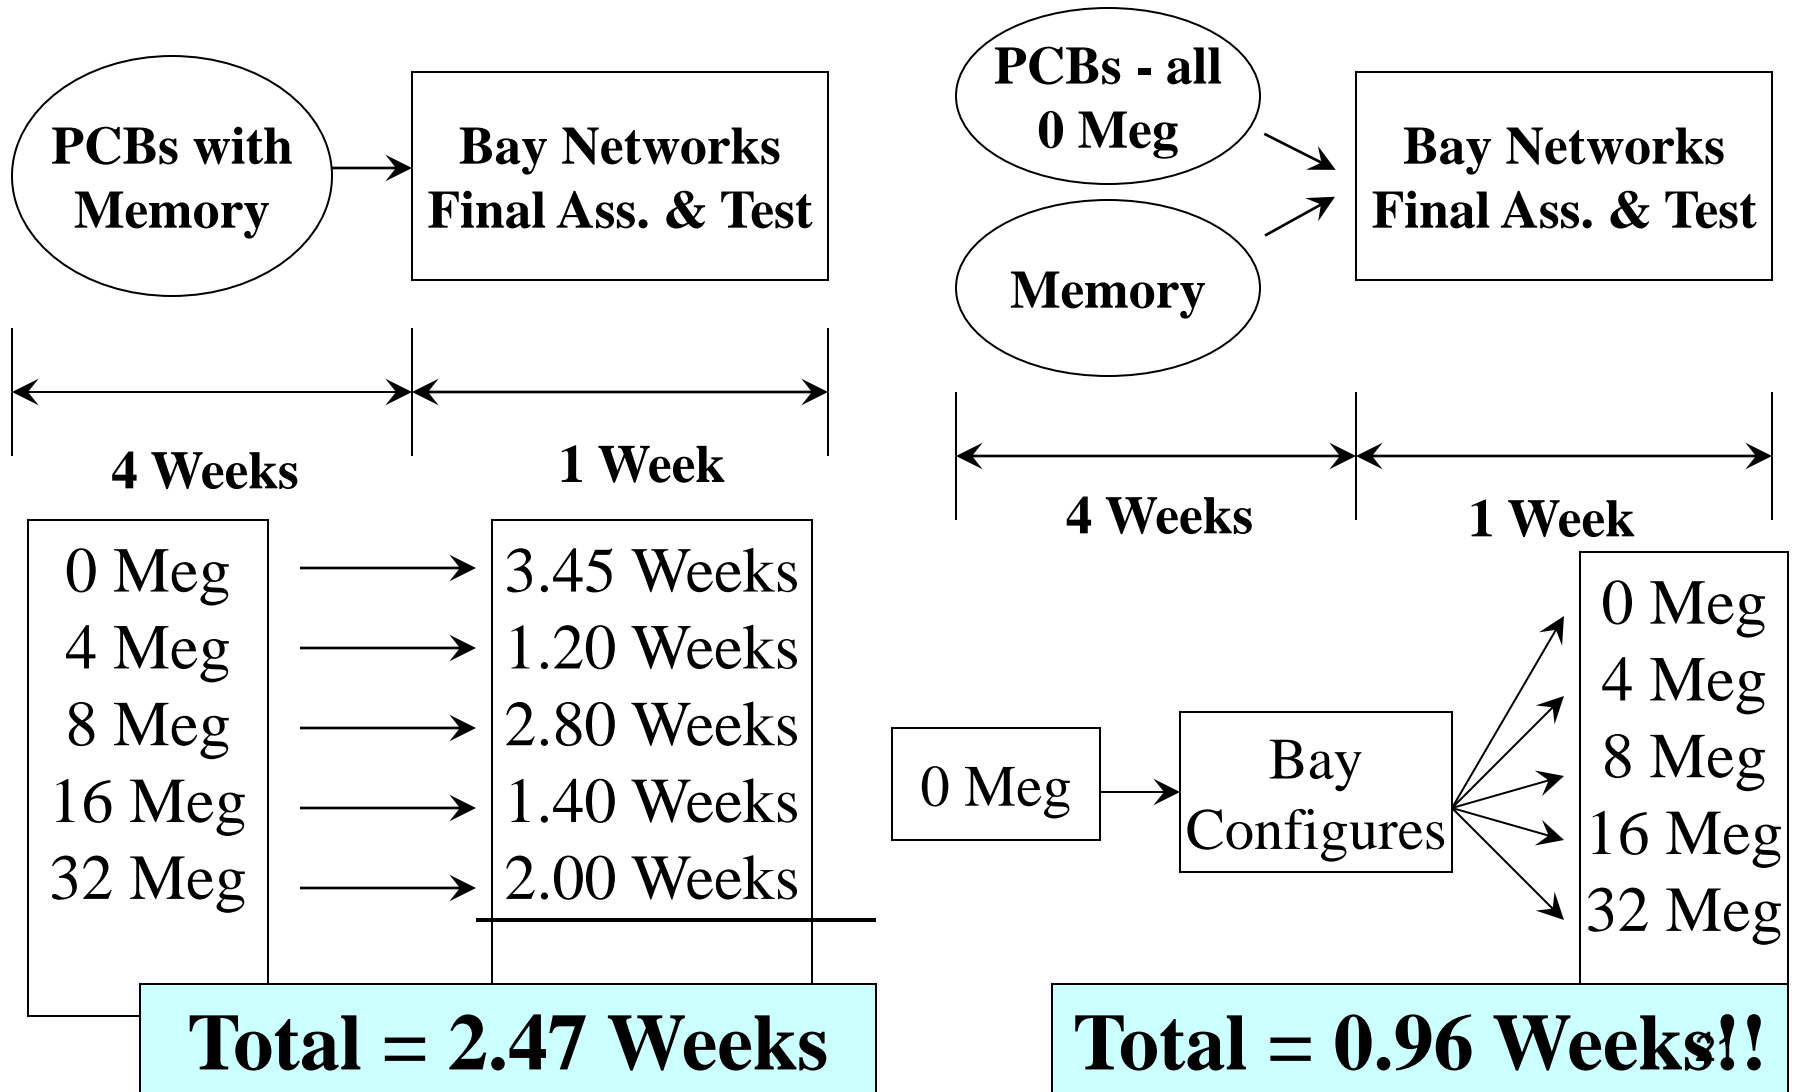 PCBs with
Memory
Bay Networks
Final Ass. & Test
4 Weeks
1 Week
0 Meg
4 Meg
8 Meg
16 Meg
32 Meg
3.45 Weeks
1.20 Weeks
2.80 Weeks
1.40 Weeks
2.00 Weeks
Total = 2.47 Weeks
PCBs - all
0 Meg
Memory
Bay Networks
Final Ass. & Test
4 Weeks
1 Week
0 Meg
Bay
Configures
0 Meg
4 Meg
8 Meg
16 Meg
32 Meg
Total = 0.96 Weeks!!